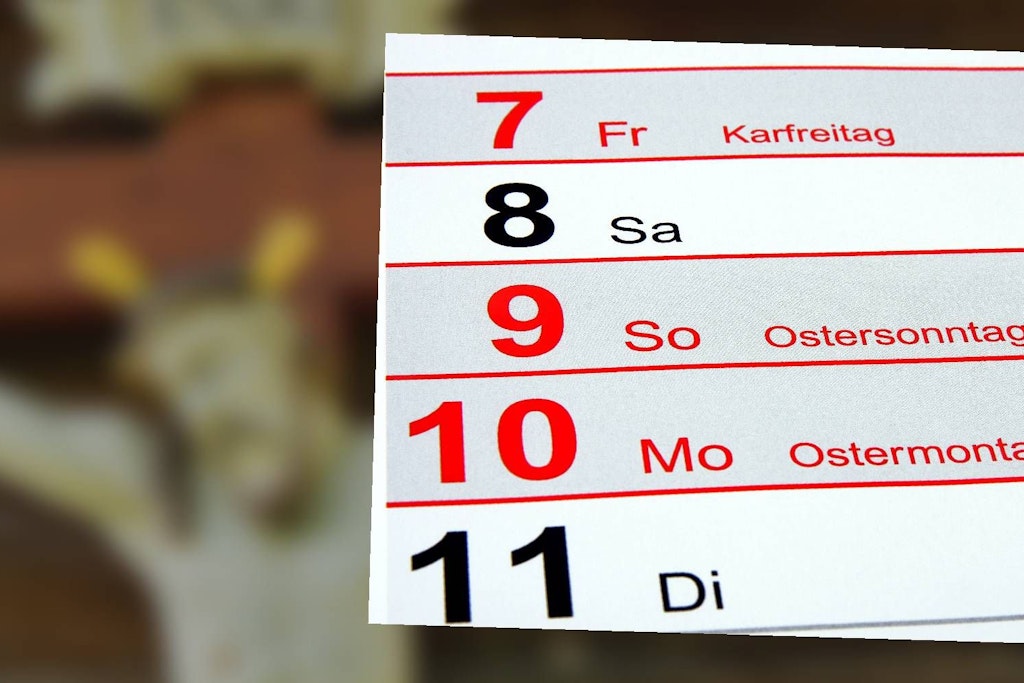 7 Fr Karfreitag
8 Sa
9 So Ostersonntag
10 Mo Ostermonta
11 Di